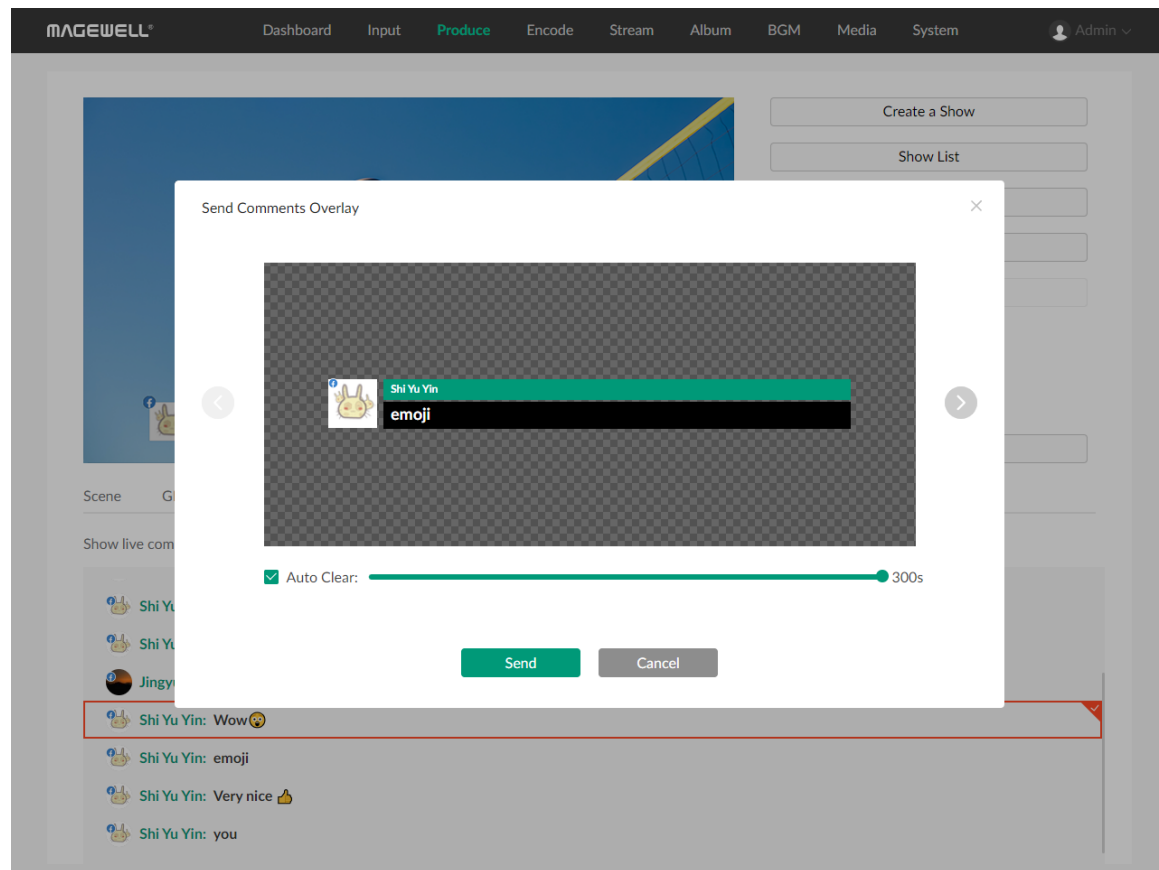 MAGEWELL®
Dashboard Input Produce Encode Stream Album BGM Media System Admin
Create a Show
Show List
Send Comments Overlay
Shi Yu Yin
emoji
Scene
Show live com
Auto Clear: 300s
Shi Yu
Shi Yu
Send Cancel
Jingyu
Shi Yu Yin: Wow😮
Shi Yu Yin: emoji
Shi Yu Yin: Very nice 👍
Shi Yu Yin: you